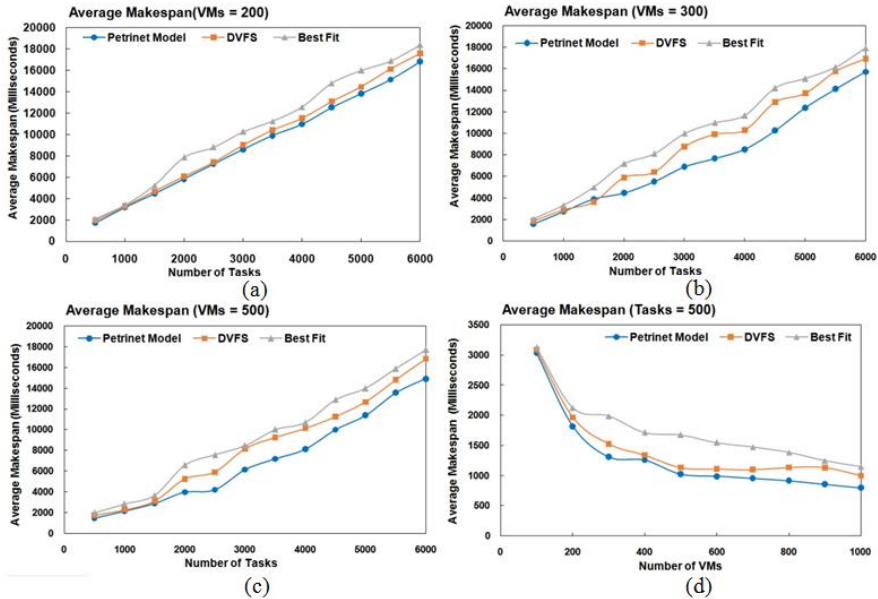 Average Makespan(VMs = 200)
Petrinet Model DVFS Best Fit
Average Makespan (Milliseconds)
20000
18000
16000
14000
12000
10000
8000
6000
4000
2000
0
0 1000 2000 3000 4000 5000 6000
Number of Tasks
(a)
Average Makespan (VMs = 300)
Petrinet Model DVFS Best Fit
Average Makespan (Milliseconds)
20000
18000
16000
14000
12000
10000
8000
6000
4000
2000
0
0 1000 2000 3000 4000 5000 6000
Number of Tasks
(b)
Average Makespan (VMs = 500)
Petrinet Model DVFS Best Fit
Average Makespan (Milliseconds)
20000
18000
16000
14000
12000
10000
8000
6000
4000
2000
0
0 1000 2000 3000 4000 5000 6000
Number of Tasks
(c)
Average Makespan (Tasks = 500)
Petrinet Model DVFS Best Fit
Average Makespan (Milliseconds)
3500
3000
2500
2000
1500
1000
500
0
0 200 400 600 800 1000
Number of VMs
(d)